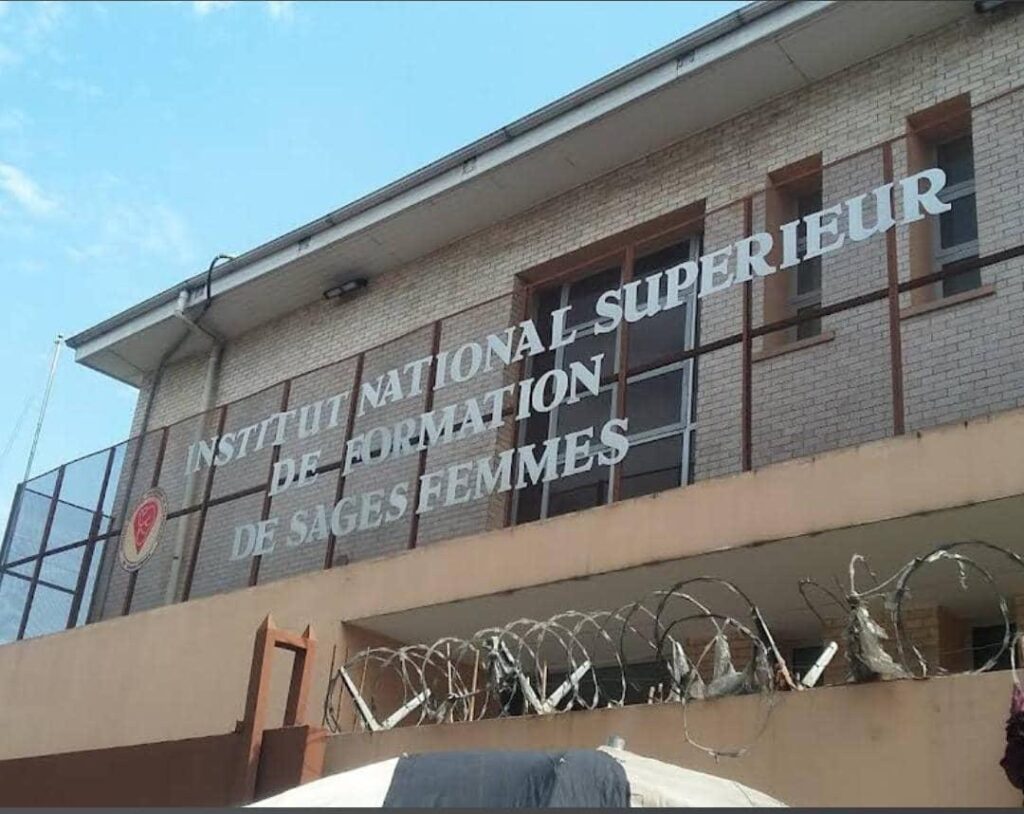 INSTITUT NATIONAL SUPERIEUR
DE FORMATION
DE SAGES FEMMES